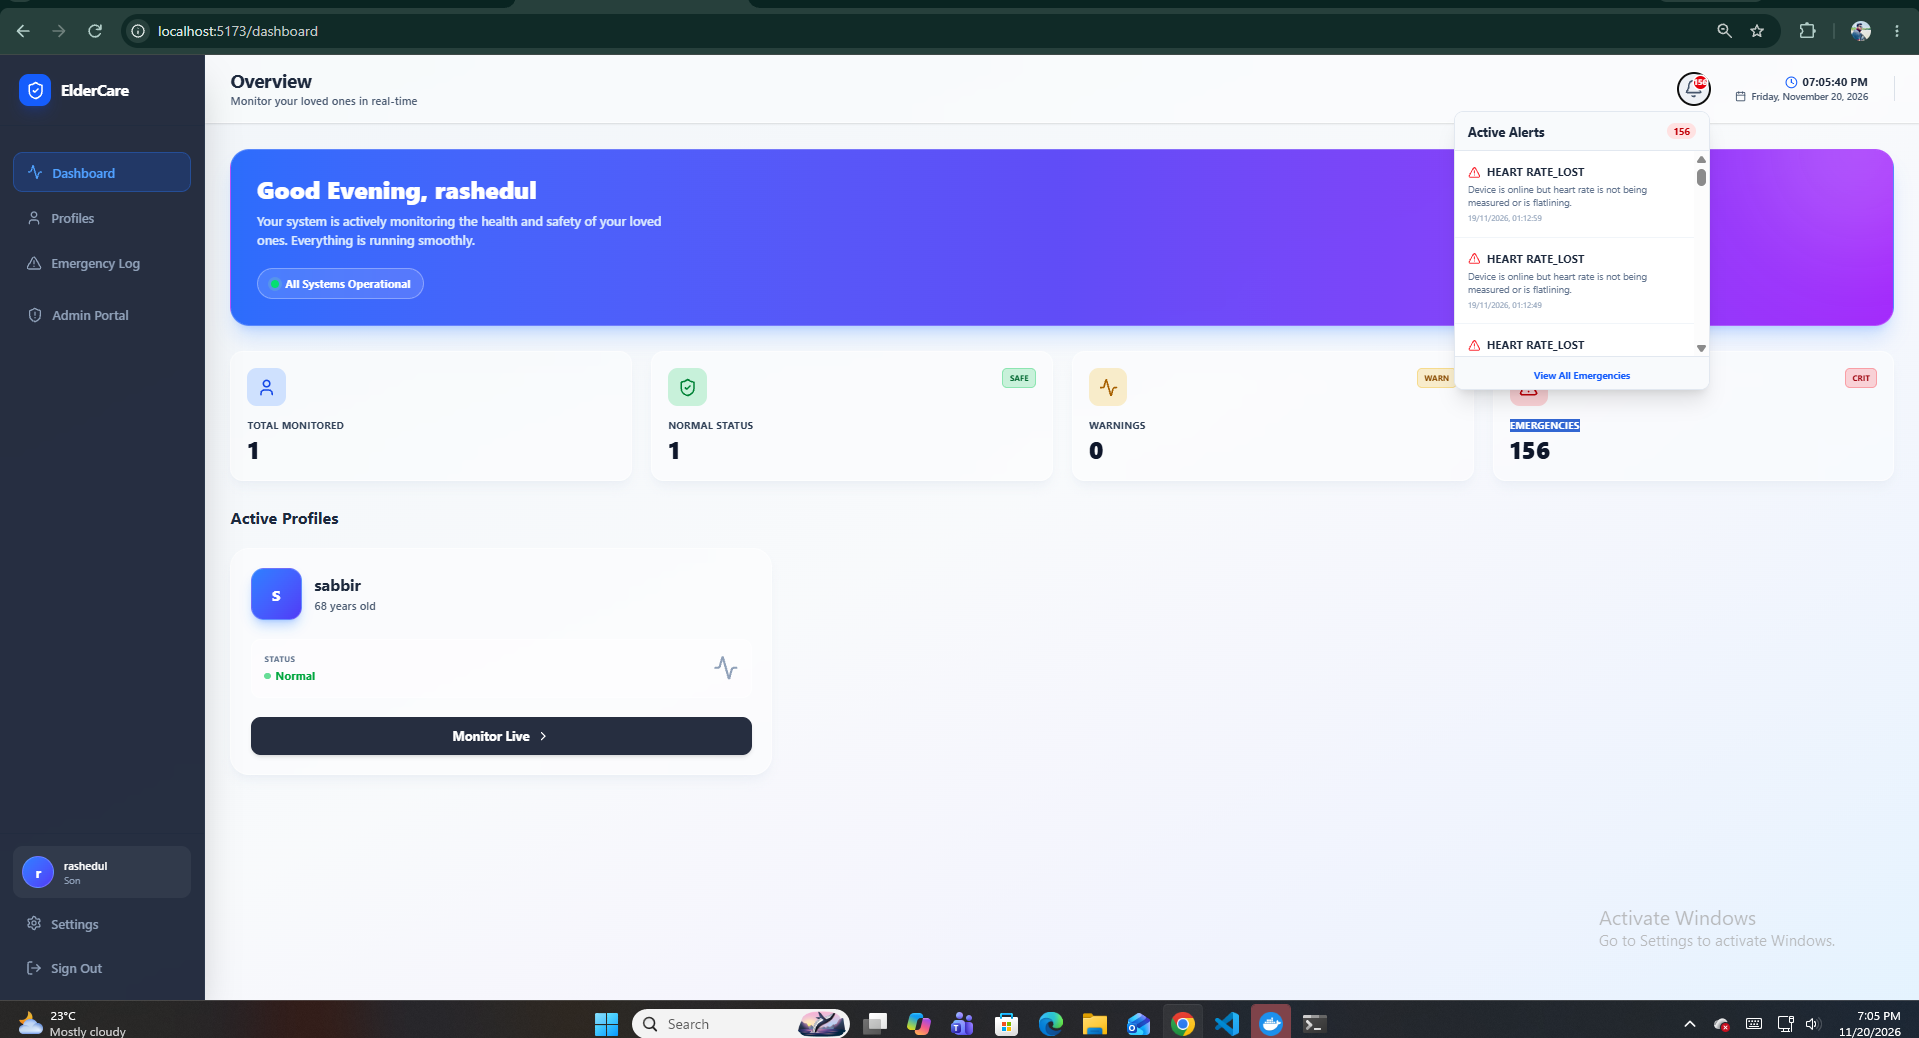 localhost:5173/dashboard
ElderCare
Dashboard
Profiles
Emergency Log
Admin Portal
rashedul
r
Son
Settings
Sign Out
Overview
Monitor your loved ones in real-time
156
07:05:40 PM
Friday, November 20, 2026
Good Evening, rashedul
Your system is actively monitoring the health and safety of your loved
ones. Everything is running smoothly.
All Systems Operational
Active Alerts
156
HEART RATE_LOST
Device is online but heart rate is not being
measured or is flatlining.
19/11/2026, 01:12:59
HEART RATE_LOST
Device is online but heart rate is not being
measured or is flatlining.
19/11/2026, 01:12:49
HEART RATE_LOST
View All Emergencies
TOTAL MONITORED
1
SAFE
NORMAL STATUS
1
WARN
WARNINGS
0
CRIT
EMERGENCIES
156
Active Profiles
s
sabbir
68 years old
STATUS
Normal
Monitor Live
Activate Windows
Go to Settings to activate Windows.
23°C
Mostly cloudy
Search
7:05 PM
11/20/2026